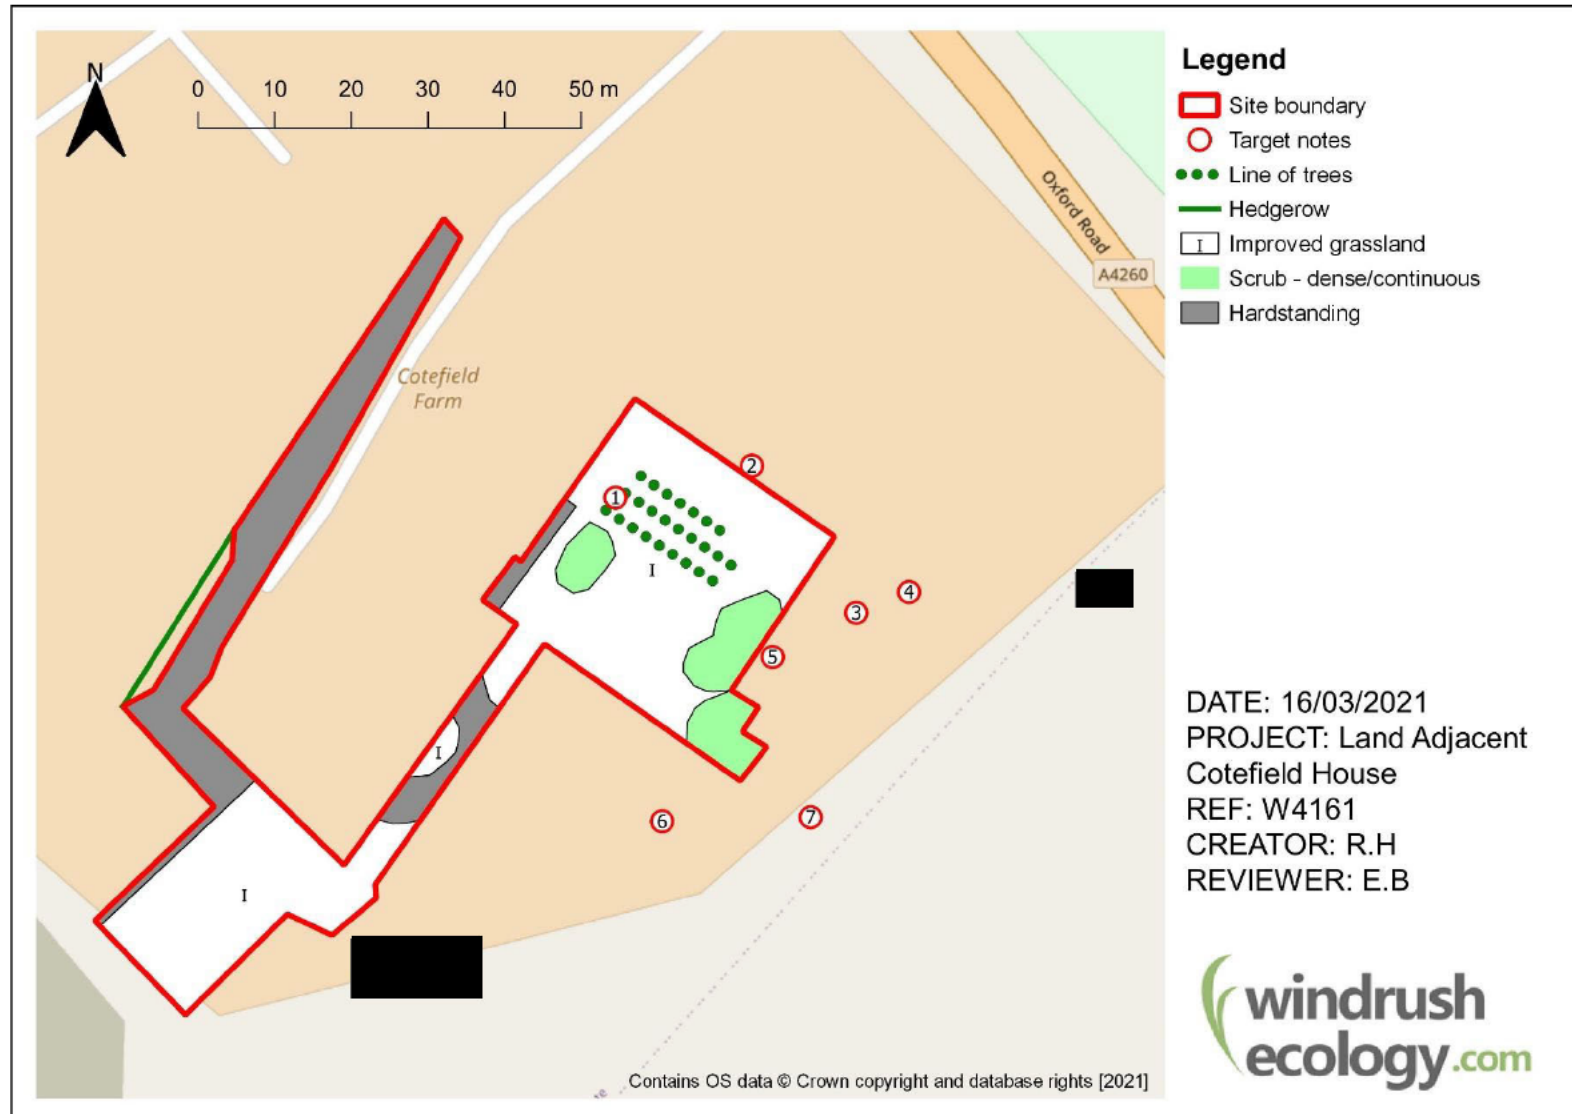 N
0 10 20 30 40 50 m
Oxford Road
A4260
Cotefield
Farm
2
1
I
4
3
5
I
6
7
I
Contains OS data © Crown copyright and database rights [2021]
Legend
Site boundary
Target notes
Line of trees
Hedgerow
I Improved grassland
Scrub - dense/continuous
Hardstanding
DATE: 16/03/2021
PROJECT: Land Adjacent
Cotefield House
REF: W4161
CREATOR: R.H
REVIEWER: E.B
windrush
ecology.com